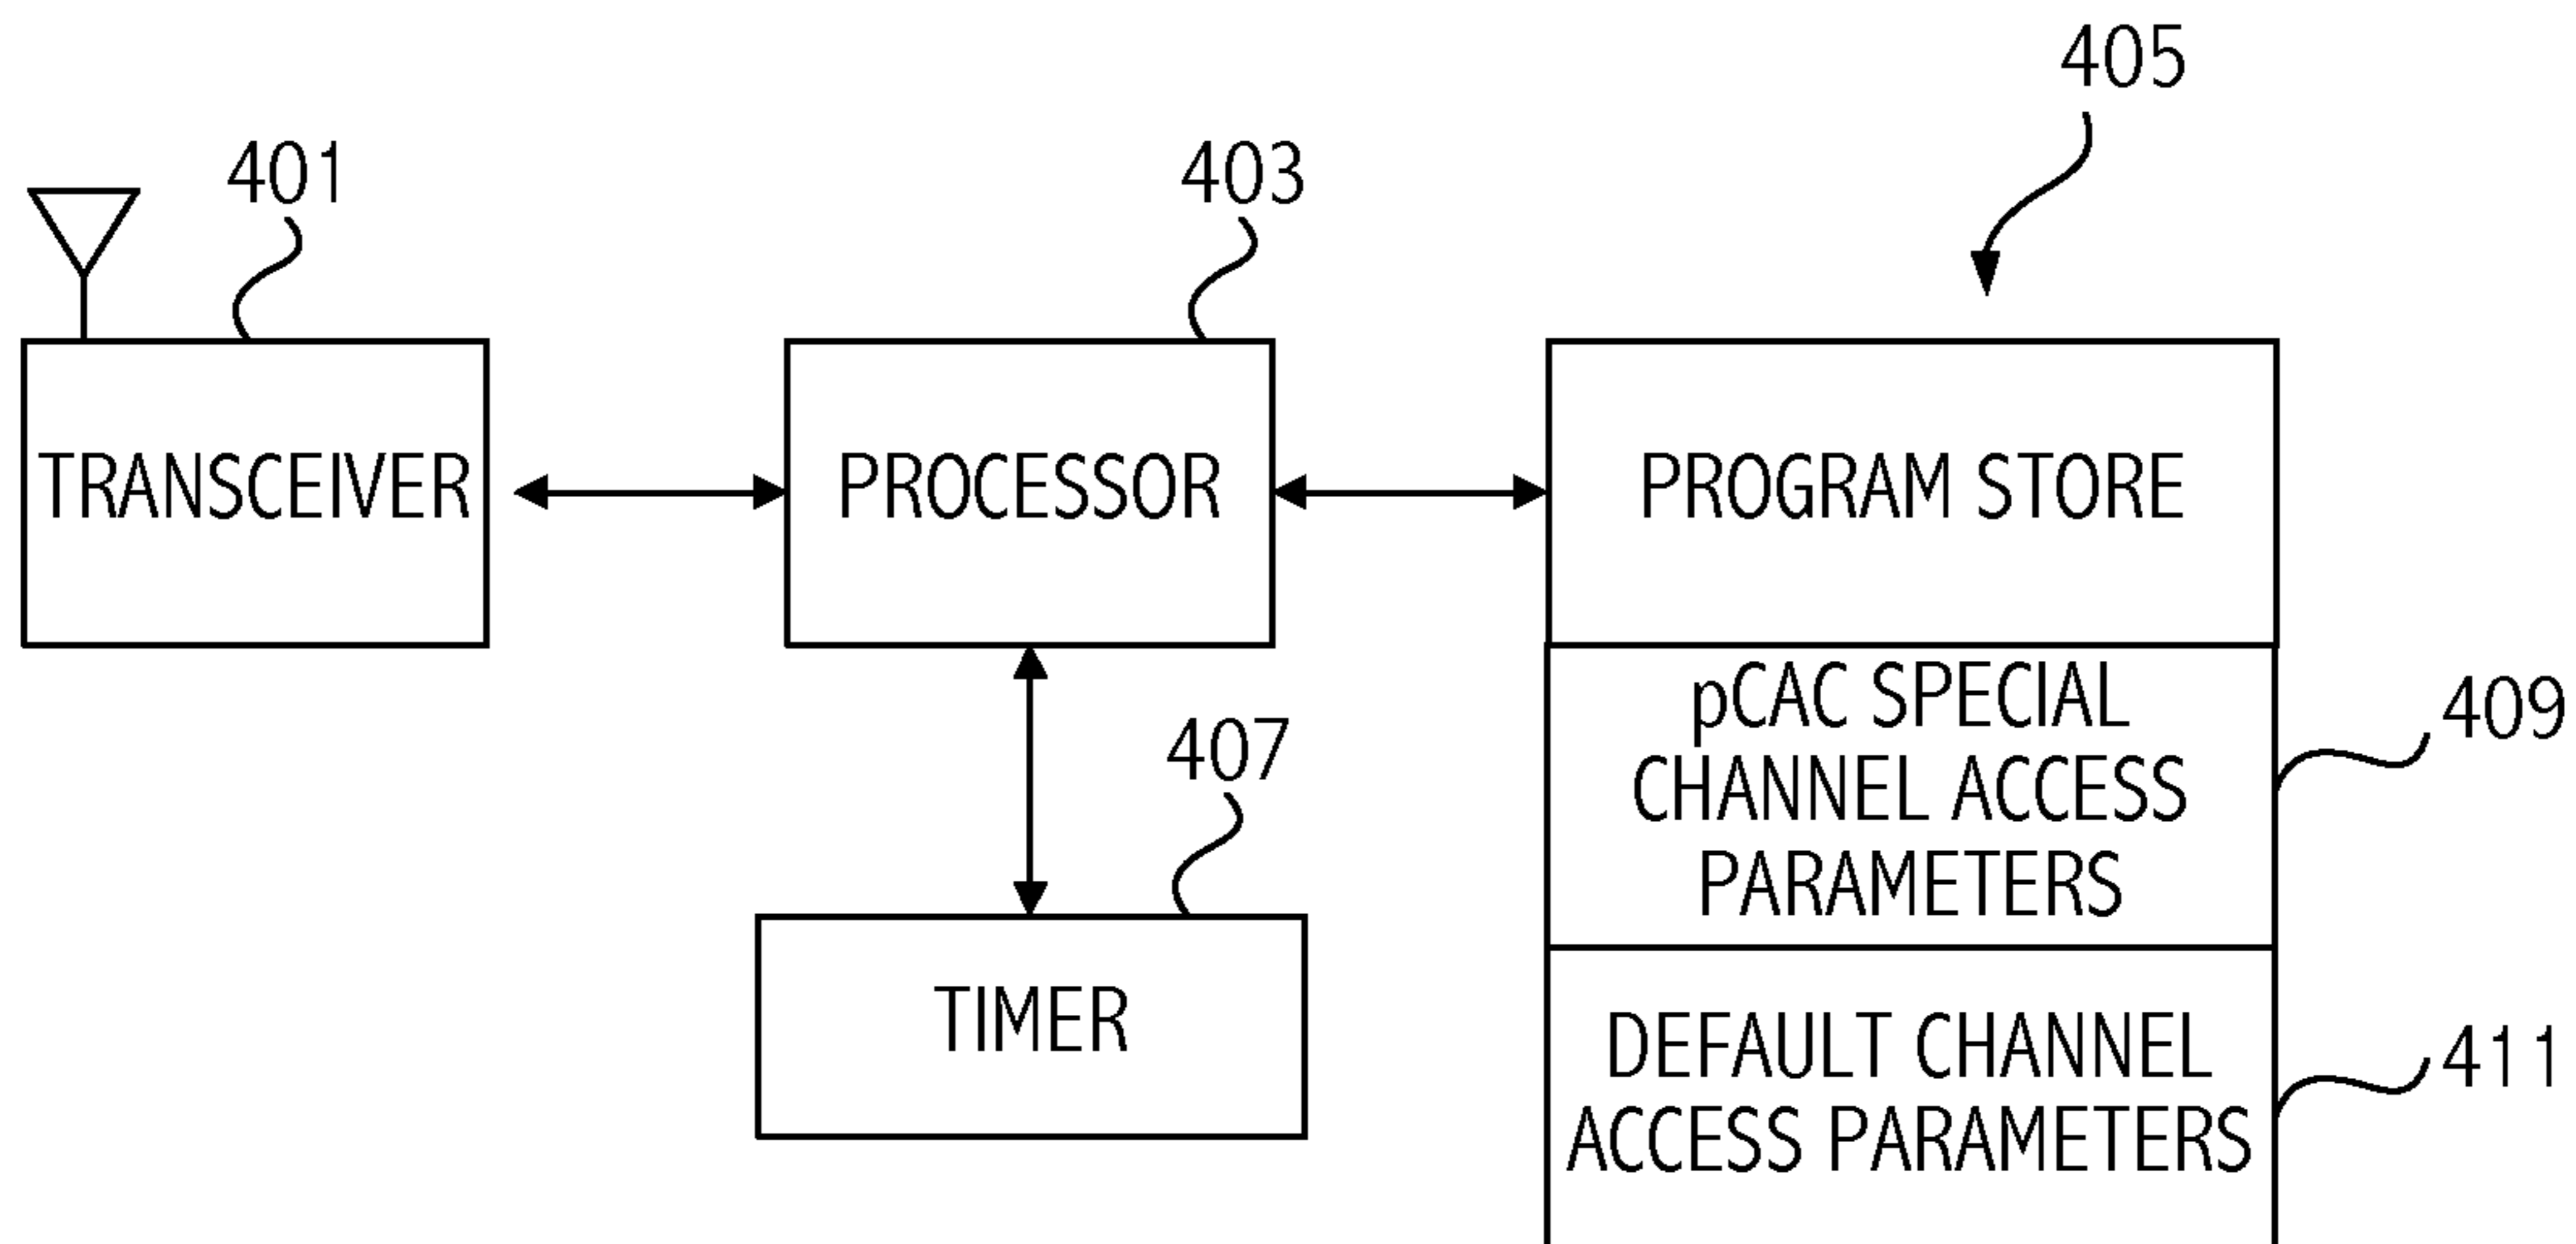 405
401
403
TRANSCEIVER
PROCESSOR
PROGRAM STORE
pCAC SPECIAL
CHANNEL ACCESS
PARAMETERS
409
407
TIMER
DEFAULT CHANNEL
ACCESS PARAMETERS
411